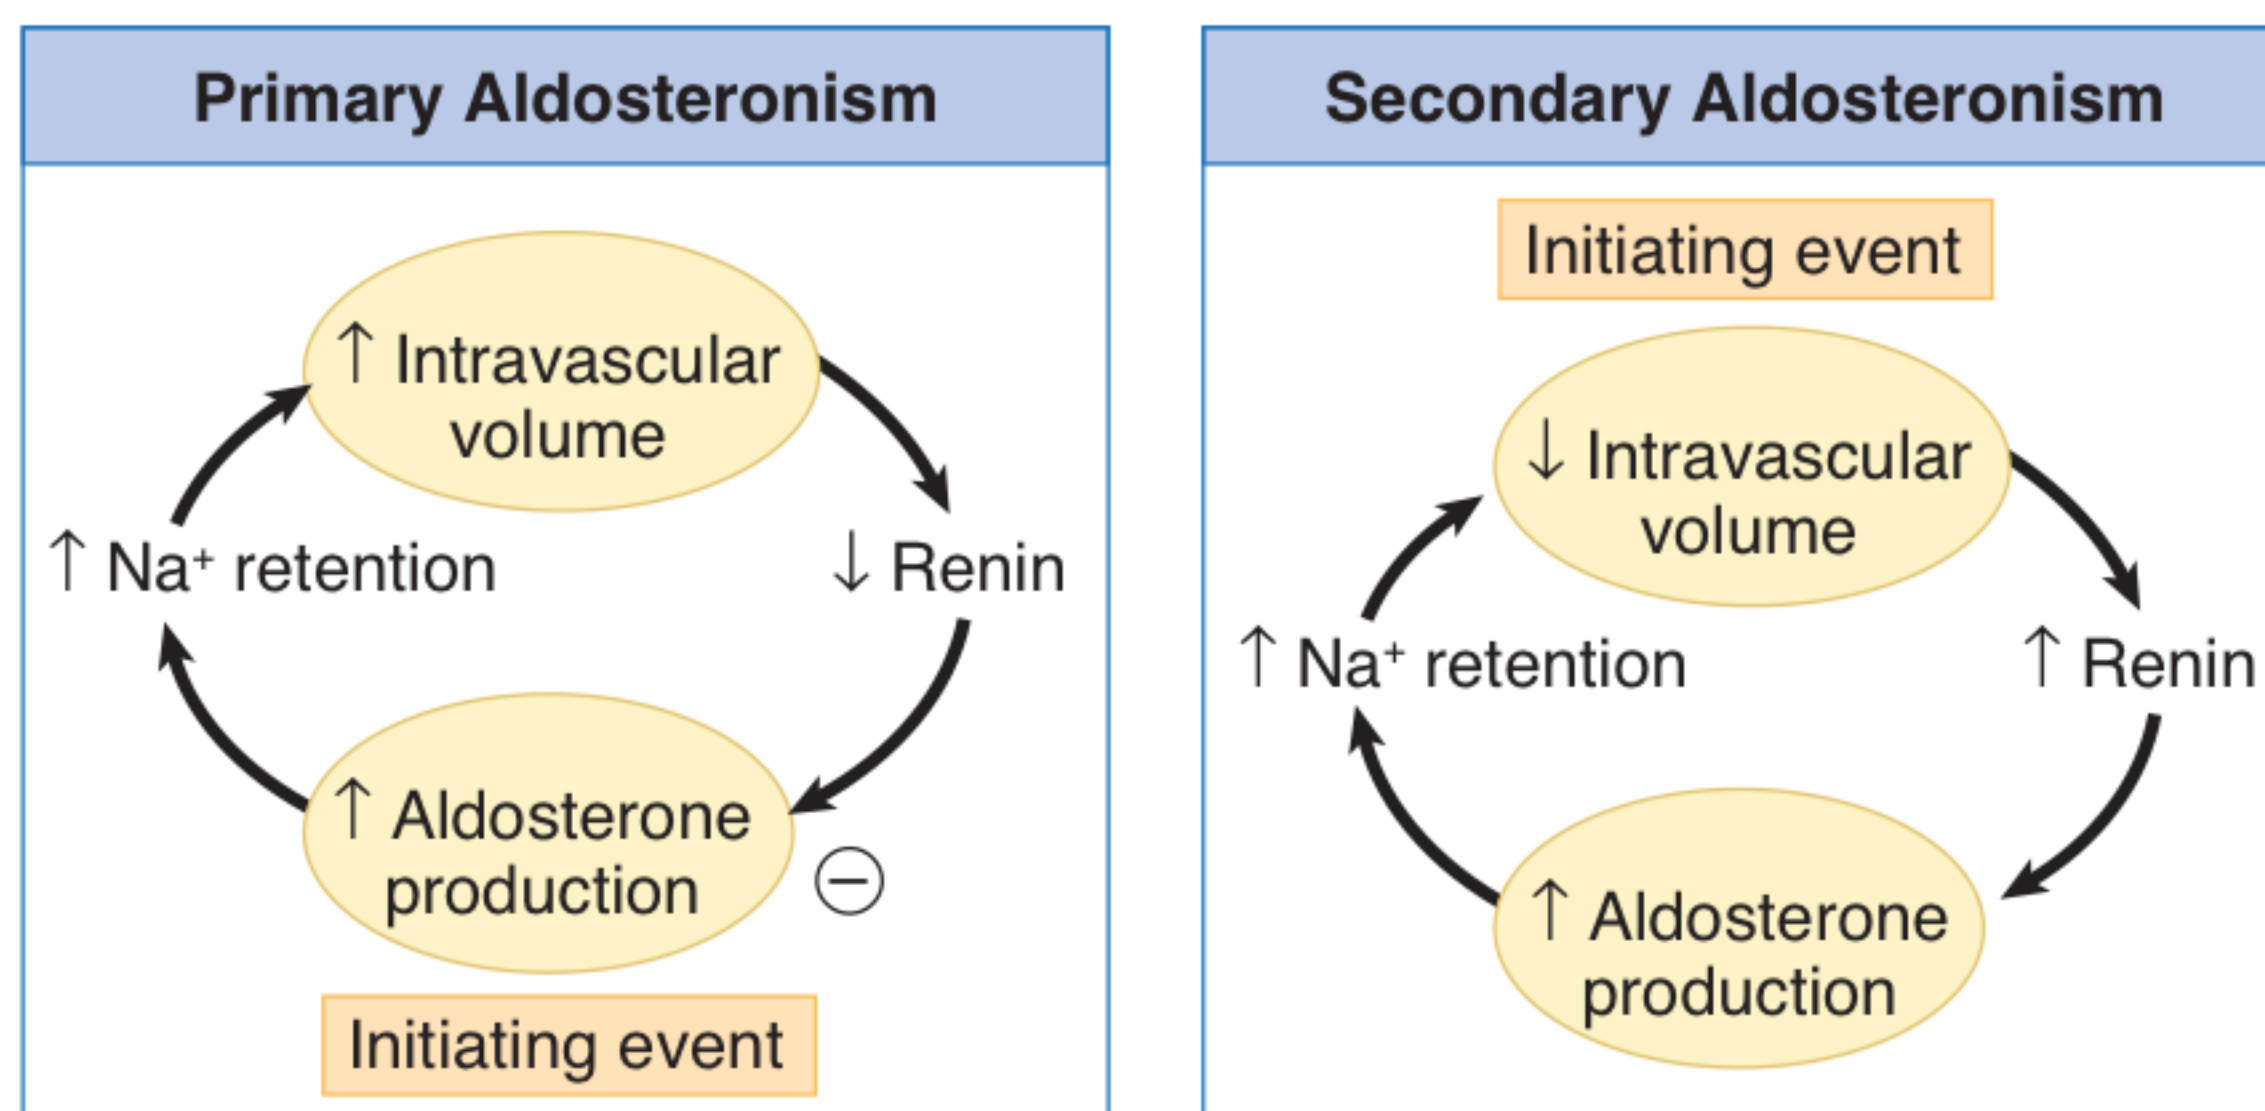 Primary Aldosteronism
↑ Intravascular
volume
↑ Na⁺ retention
↓ Renin
↑ Aldosterone
production
⊖
Initiating event
Secondary Aldosteronism
Initiating event
↓ Intravascular
volume
↑ Na⁺ retention
↑ Renin
↑ Aldosterone
production